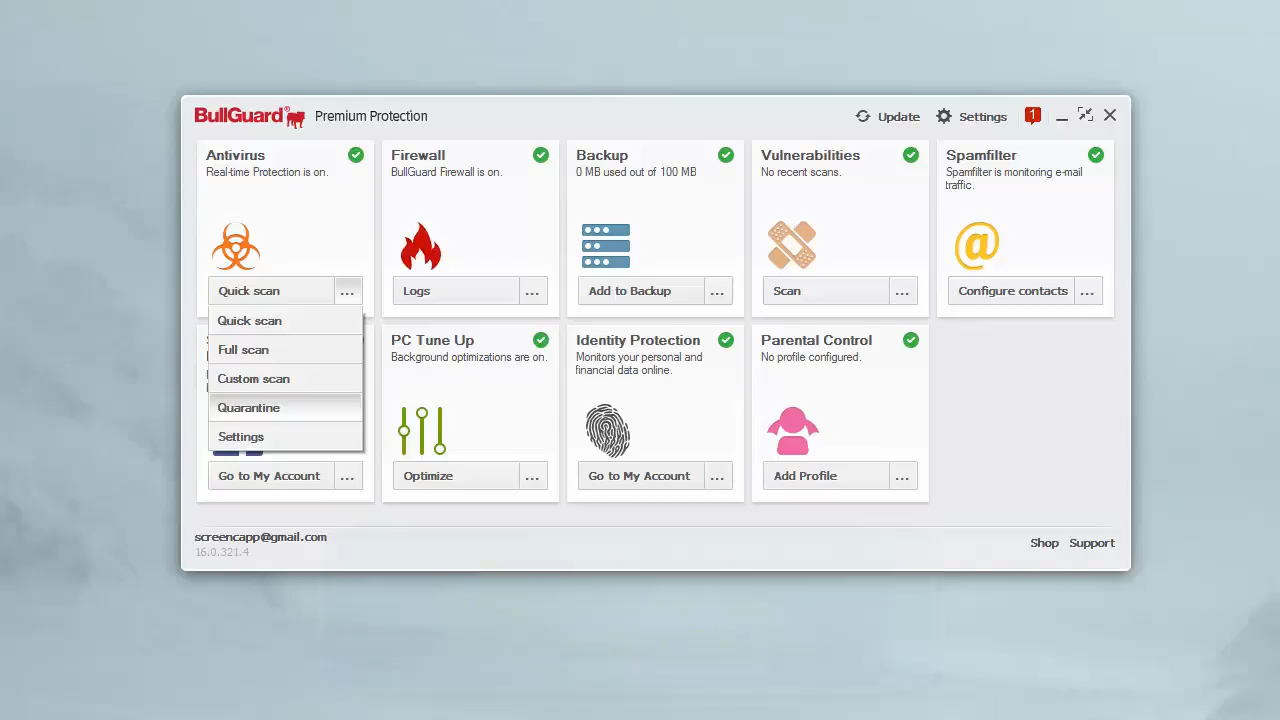 BullGuard® Premium Protection
Update
Settings
1
Antivirus
Real-time Protection is on.
Quick scan
...
Quick scan
Full scan
Custom scan
Quarantine
Settings
Firewall
BullGuard Firewall is on.
Logs
...
Backup
0 MB used out of 100 MB
Add to Backup
...
Vulnerabilities
No recent scans.
Scan
...
Spamfilter
Spamfilter is monitoring e-mail
traffic.
Configure contacts
...
Go to My Account
...
PC Tune Up
Background optimizations are on.
Optimize
...
Identity Protection
Monitors your personal and
financial data online.
Go to My Account
...
Parental Control
No profile configured.
Add Profile
...
screencapp@gmail.com
16.0.321.4
Shop
Support